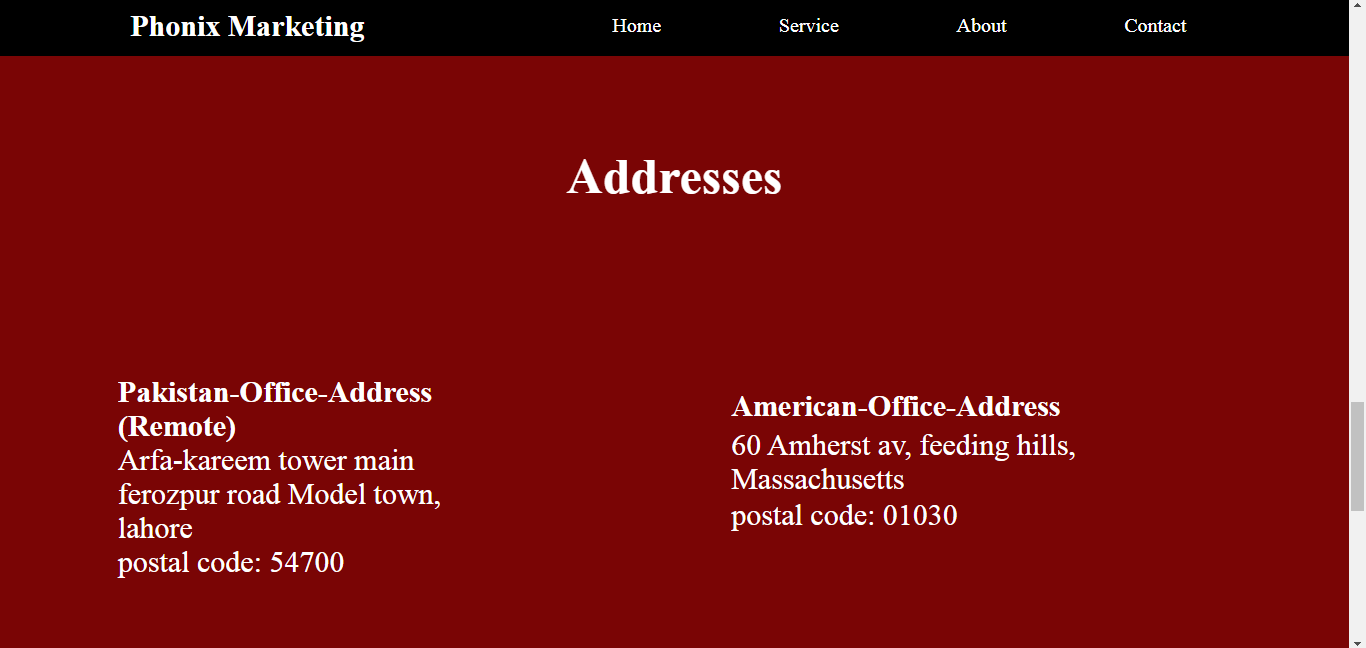 Phonix Marketing
Home
Service
About
Contact
Addresses
Pakistan-Office-Address
(Remote)
Arfa-kareem tower main
ferozpur road Model town,
lahore
postal code: 54700
American-Office-Address
60 Amherst av, feeding hills,
Massachusetts
postal code: 01030